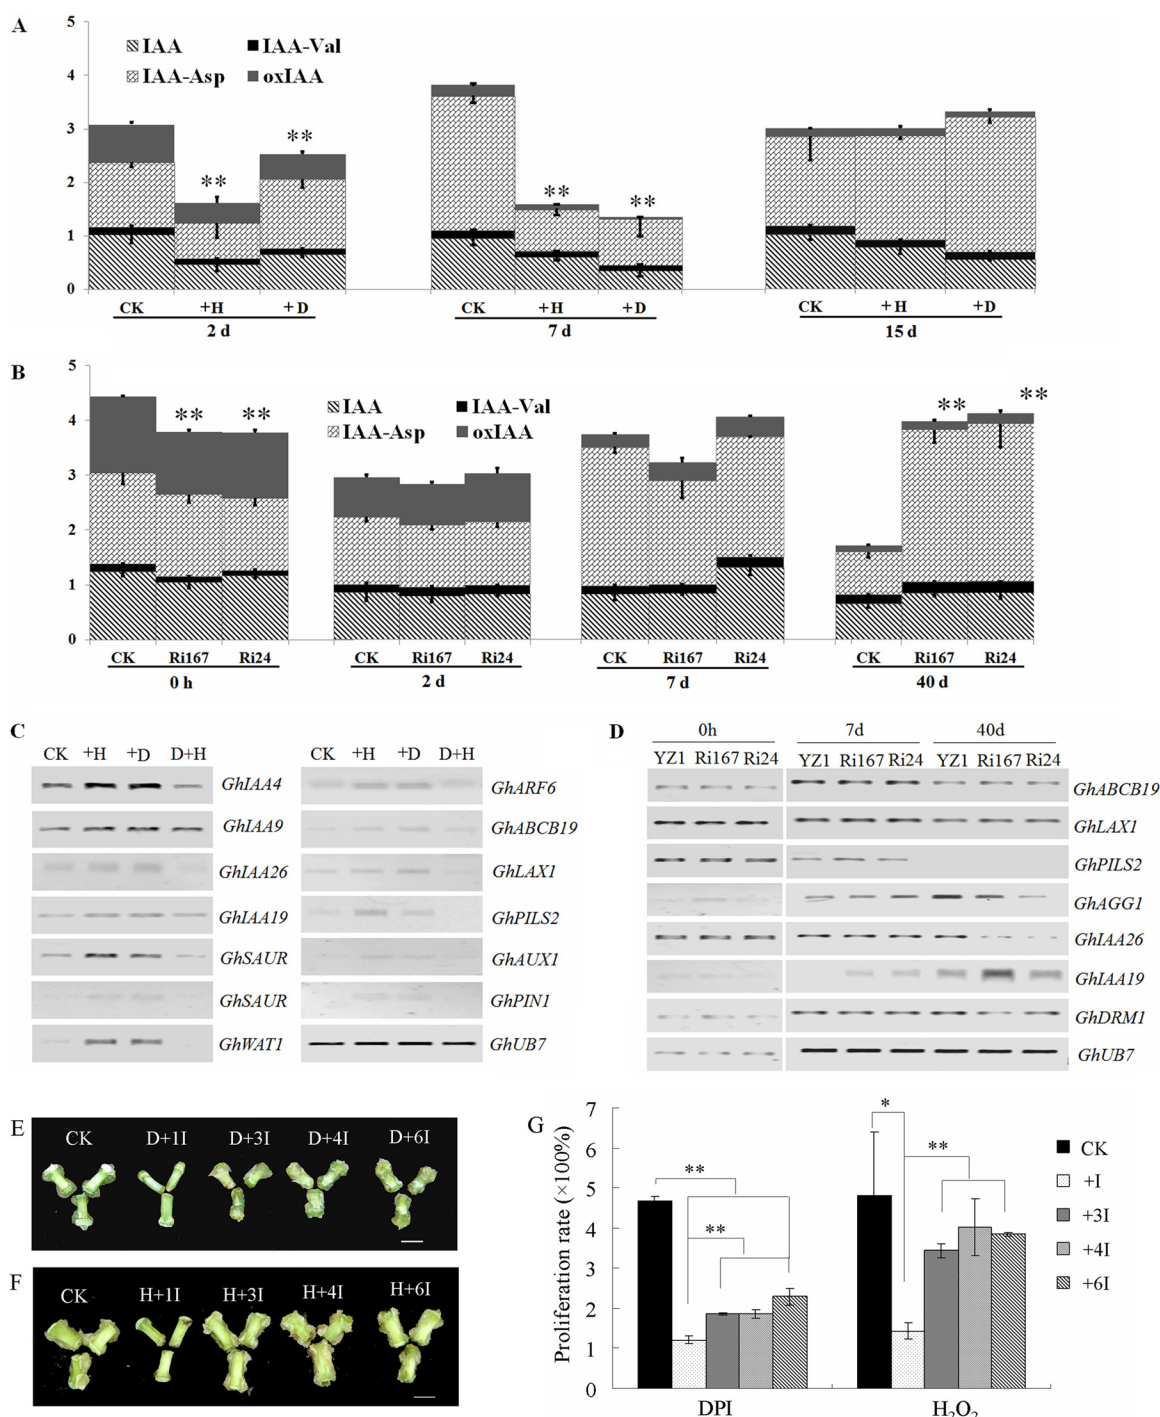 A
5
4
3
2
1
0
IAA IAA-Val
IAA-Asp oxIAA
** ** ** **
CK +H +D CK +H +D CK +H +D
2 d 7 d 15 d
B
5
4
3
2
1
0
IAA IAA-Val
IAA-Asp oxIAA
** ** ** **
CK Ri167 Ri24 CK Ri167 Ri24 CK Ri167 Ri24 CK Ri167 Ri24
0 h 2 d 7 d 40 d
C
CK +H +D D+H
GhIAA4
GhIAA9
GhIAA26
GhIAA19
GhSAUR
GhSAUR
GhWAT1
CK +H +D D+H
GhARF6
GhABCB19
GhLAX1
GhPILS2
GhAUX1
GhPIN1
GhUB7
D
0h 7d 40d
YZ1 Ri167 Ri24 YZ1 Ri167 Ri24 YZ1 Ri167 Ri24
GhABCB19
GhLAX1
GhPILS2
GhAGG1
GhIAA26
GhIAA19
GhDRM1
GhUB7
E
CK D+1I D+3I D+4I D+6I
F
CK H+1I H+3I H+4I H+6I
G
Proliferation rate (×100%)
7
6
5
4
3
2
1
0
** ** * **
CK
+I
+3I
+4I
+6I
DPI H₂O₂